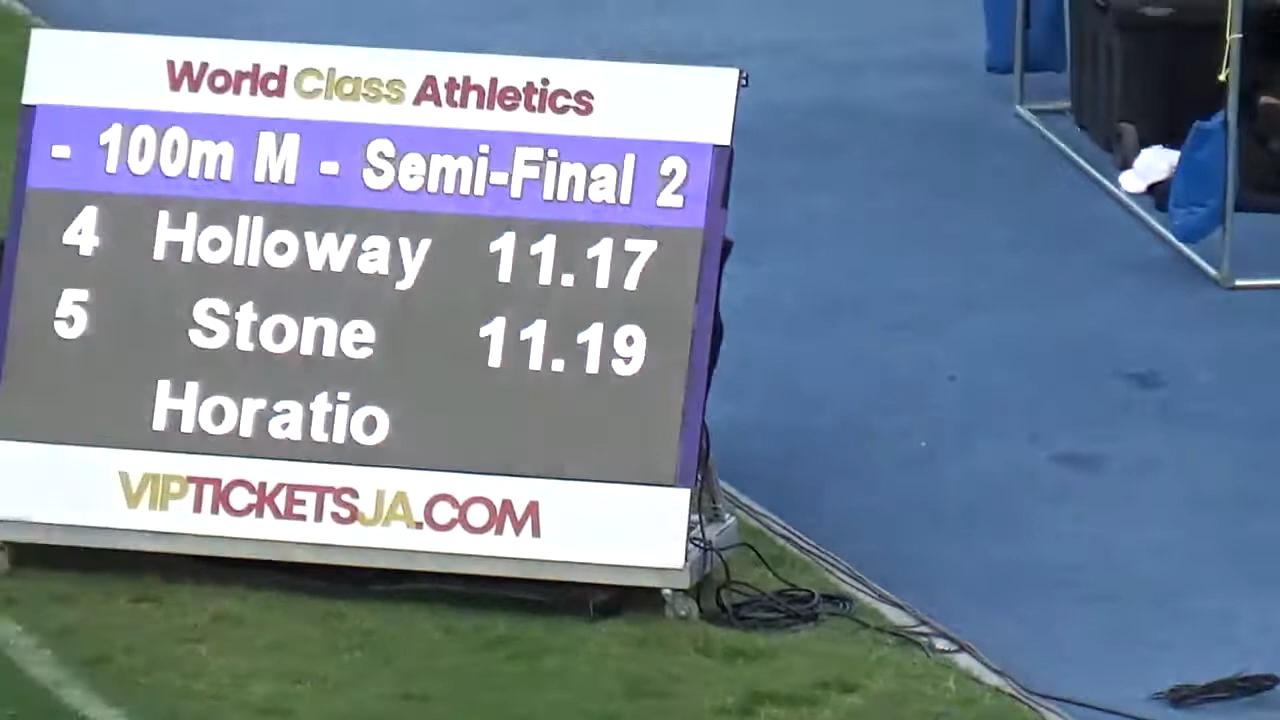 World Class Athletics
- 100m M - Semi-Final 2
4 Holloway 11.17
5 Stone 11.19
Horatio
VIPTICKETSJA.COM